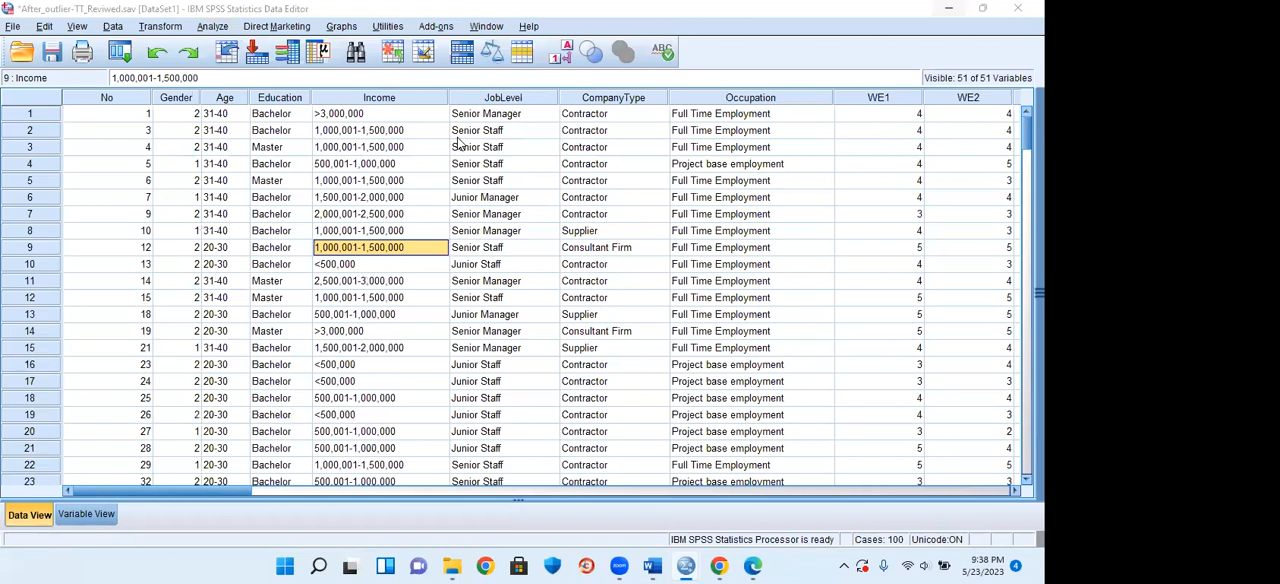 *After_outlier-TT_Reviwed.sav [DataSet1] - IBM SPSS Statistics Data Editor
File Edit View Data Transform Analyze Direct Marketing Graphs Utilities Add-ons Window Help
9 : Income 1,000,001-1,500,000 Visible: 51 of 51 Variables
No Gender Age Education Income JobLevel CompanyType Occupation WE1 WE2
1 1 2 31-40 Bachelor >3,000,000 Senior Manager Contractor Full Time Employment 4 4
2 3 2 31-40 Bachelor 1,000,001-1,500,000 Senior Staff Contractor Full Time Employment 4 4
3 4 2 31-40 Master 1,000,001-1,500,000 Senior Staff Contractor Full Time Employment 4 4
4 5 1 31-40 Bachelor 500,001-1,000,000 Senior Staff Contractor Project base employment 4 5
5 6 2 31-40 Master 1,000,001-1,500,000 Senior Staff Contractor Full Time Employment 4 3
6 7 1 31-40 Bachelor 1,500,001-2,000,000 Junior Manager Contractor Full Time Employment 4 4
7 9 2 31-40 Bachelor 2,000,001-2,500,000 Senior Manager Contractor Full Time Employment 3 3
8 10 1 31-40 Bachelor 1,000,001-1,500,000 Senior Manager Supplier Full Time Employment 4 3
9 12 2 20-30 Bachelor 1,000,001-1,500,000 Senior Staff Consultant Firm Full Time Employment 5 5
10 13 2 20-30 Bachelor <500,000 Junior Staff Contractor Full Time Employment 4 3
11 14 2 31-40 Master 2,500,001-3,000,000 Senior Manager Contractor Full Time Employment 4 4
12 15 2 31-40 Master 1,000,001-1,500,000 Senior Staff Contractor Full Time Employment 5 5
13 18 2 20-30 Bachelor 500,001-1,000,000 Junior Manager Supplier Full Time Employment 5 5
14 19 2 20-30 Master >3,000,000 Senior Manager Consultant Firm Full Time Employment 5 5
15 21 1 31-40 Bachelor 1,500,001-2,000,000 Senior Manager Supplier Full Time Employment 4 4
16 23 2 20-30 Bachelor <500,000 Junior Staff Contractor Project base employment 3 4
17 24 2 20-30 Bachelor <500,000 Junior Staff Contractor Project base employment 3 3
18 25 2 20-30 Bachelor 500,001-1,000,000 Junior Staff Contractor Project base employment 4 4
19 26 2 20-30 Bachelor <500,000 Junior Staff Contractor Project base employment 4 3
20 27 1 20-30 Bachelor 500,001-1,000,000 Junior Staff Contractor Project base employment 3 2
21 28 2 20-30 Bachelor 500,001-1,000,000 Junior Staff Contractor Project base employment 5 4
22 29 1 20-30 Bachelor 1,000,001-1,500,000 Senior Staff Contractor Full Time Employment 5 5
23 32 2 20-30 Bachelor 500,001-1,000,000 Junior Staff Contractor Project base employment 3 3
Data View Variable View
IBM SPSS Statistics Processor is ready Cases: 100 Unicode:ON
9:38 PM
5/23/2023
4